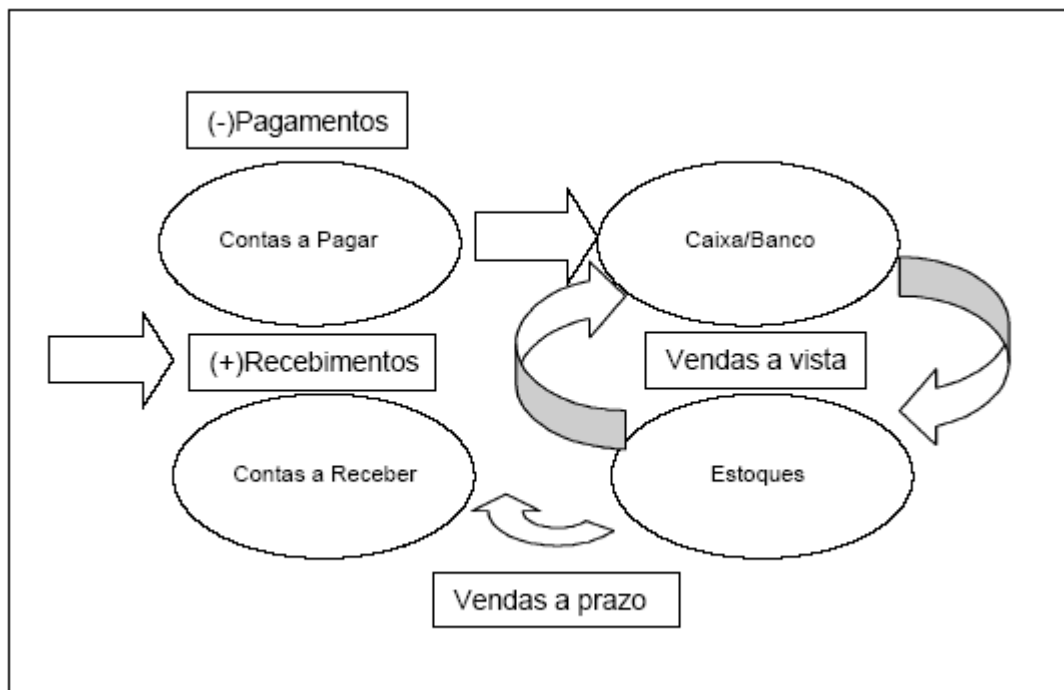 (-)Pagamentos
Contas a Pagar
Caixa/Banco
(+)Recebimentos
Vendas a vista
Contas a Receber
Estoques
Vendas a prazo